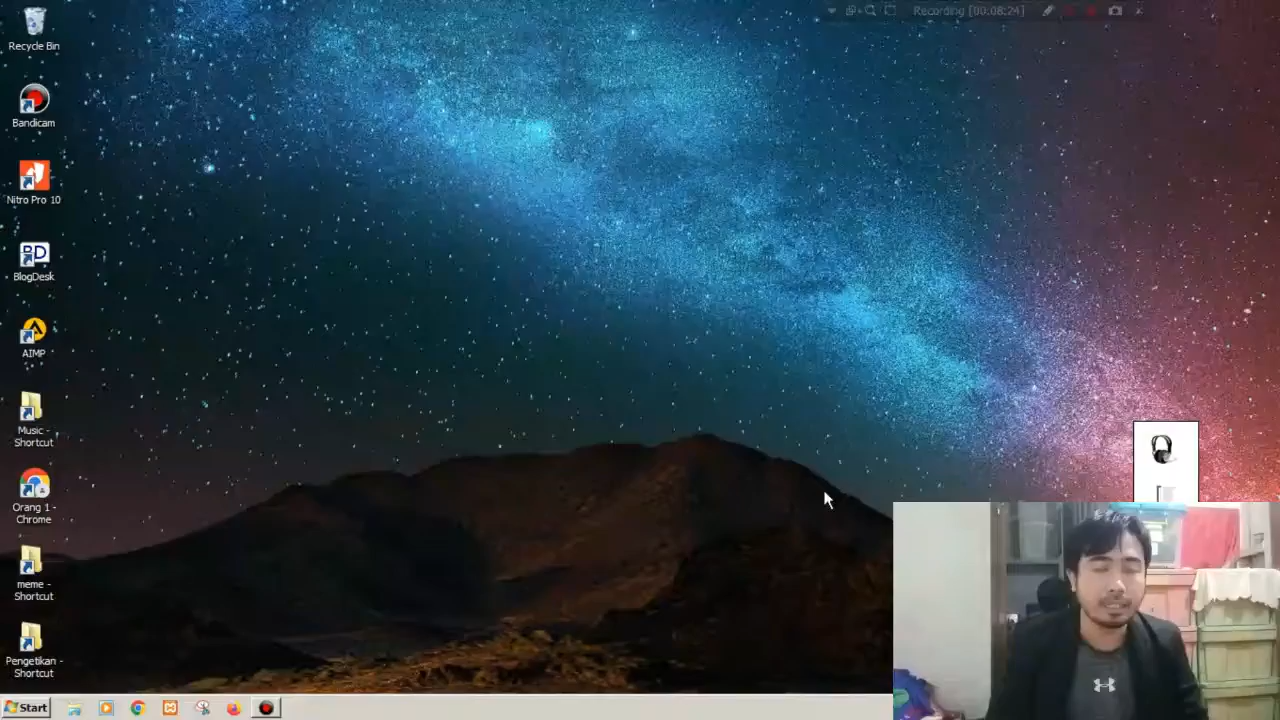 Recording [00:08:24]
Recycle Bin
Bandicam
Nitro Pro 10
BD
BlogDesk
AIMP
Music -
Shortcut
Orang 1 -
Chrome
meme -
Shortcut
Pengetikan -
Shortcut
Start